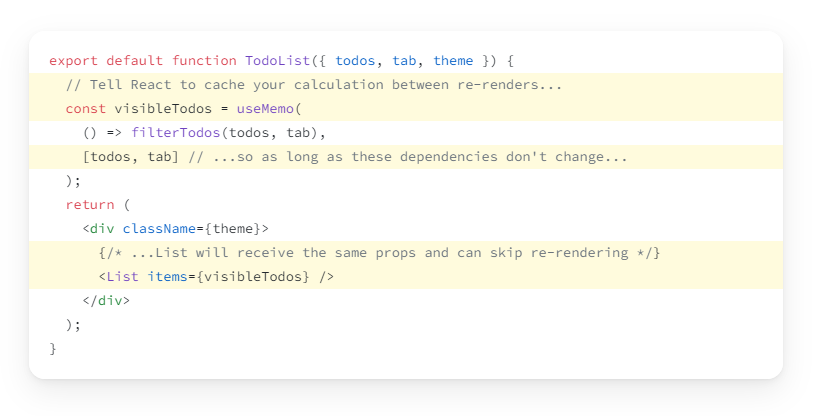 export default function TodoList({ todos, tab, theme }) {
  // Tell React to cache your calculation between re-renders...
  const visibleTodos = useMemo(
    () => filterTodos(todos, tab),
    [todos, tab] // ...so as long as these dependencies don't change...
  );
  return (
    <div className={theme}>
      {/* ...List will receive the same props and can skip re-rendering */}
      <List items={visibleTodos} />
    </div>
  );
}